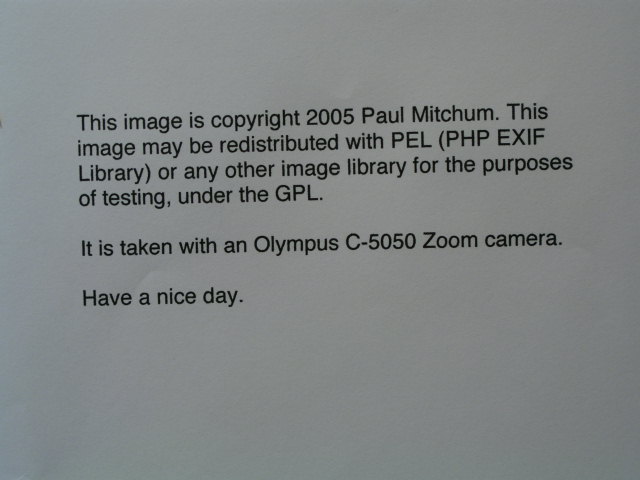 This image is copyright 2005 Paul Mitchum. This
image may be redistributed with PEL (PHP EXIF
Library) or any other image library for the purposes
of testing, under the GPL.
It is taken with an Olympus C-5050 Zoom camera.
Have a nice day.